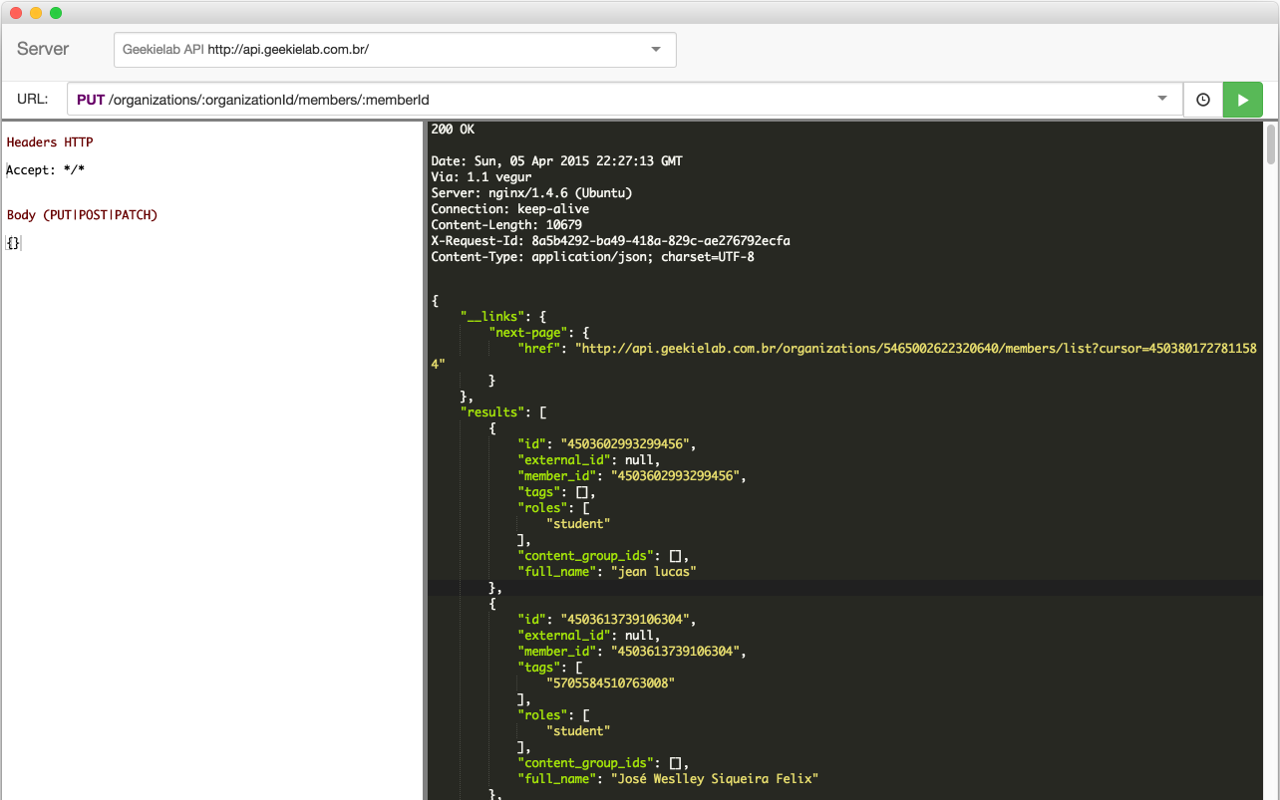 Server
Geekielab API http://api.geekielab.com.br/
URL:
PUT /organizations/:organizationId/members/:memberId
Headers HTTP
Accept: */*
Body (PUT|POST|PATCH)
{}
200 OK
Date: Sun, 05 Apr 2015 22:27:13 GMT
Via: 1.1 vegur
Server: nginx/1.4.6 (Ubuntu)
Connection: keep-alive
Content-Length: 10679
X-Request-Id: 8a5b4292-ba49-418a-829c-ae276792ecfa
Content-Type: application/json; charset=UTF-8
{
"__links": {
"next-page": {
"href": "http://api.geekielab.com.br/organizations/5465002622320640/members/list?cursor=450380172781158
4"
}
},
"results": [
{
"id": "4503602993299456",
"external_id": null,
"member_id": "4503602993299456",
"tags": [],
"roles": [
"student"
],
"content_group_ids": [],
"full_name": "jean lucas"
},
{
"id": "4503613739106304",
"external_id": null,
"member_id": "4503613739106304",
"tags": [
"5705584510763008"
],
"roles": [
"student"
],
"content_group_ids": [],
"full_name": "José Weslley Siqueira Felix"
},